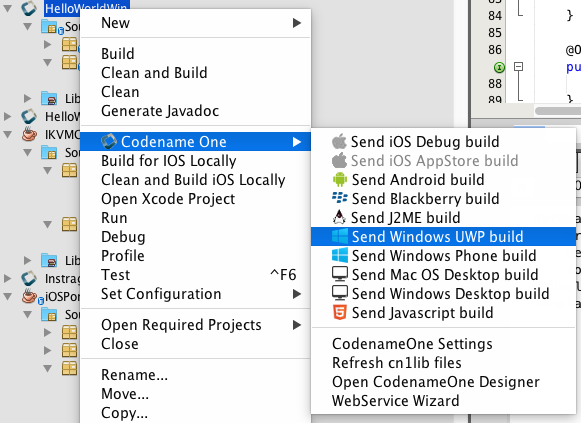 HelloWorldWin
Sou
Lib
HelloW
IKVMC
Sou
Lib
Instrag
iOSPor
Sou
New
Build
Clean and Build
Clean
Generate Javadoc
Codename One
Build for IOS Locally
Clean and Build iOS Locally
Open Xcode Project
Run
Debug
Profile
Test ^F6
Set Configuration
Open Required Projects
Close
Rename...
Move...
Copy...
Send iOS Debug build
Send iOS AppStore build
Send Android build
Send Blackberry build
Send J2ME build
Send Windows UWP build
Send Windows Phone build
Send Mac OS Desktop build
Send Windows Desktop build
Send Javascript build
CodenameOne Settings
Refresh cn1lib files
Open CodenameOne Designer
WebService Wizard
84 }
85
86 @O
pu
88
89 }